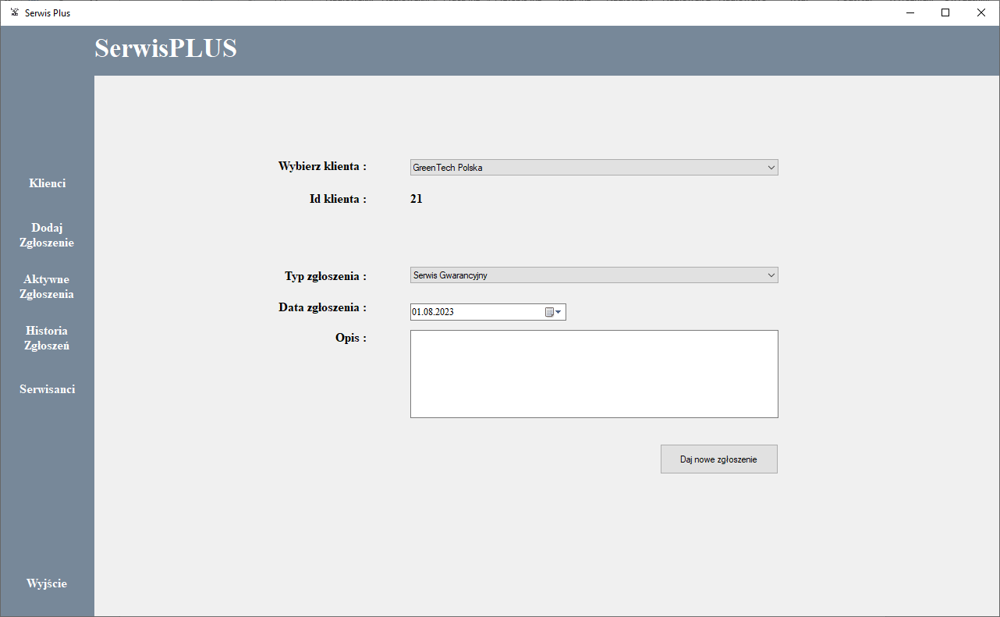 Serwis Plus
SerwisPLUS
Klienci
Dodaj
Zgłoszenie
Aktywne
Zgłoszenia
Historia
Zgłoszeń
Serwisanci
Wyjście
Wybierz klienta : GreenTech Polska
Id klienta : 21
Typ zgłoszenia : Serwis Gwarancyjny
Data zgłoszenia : 01.08.2023
Opis :
Daj nowe zgłoszenie